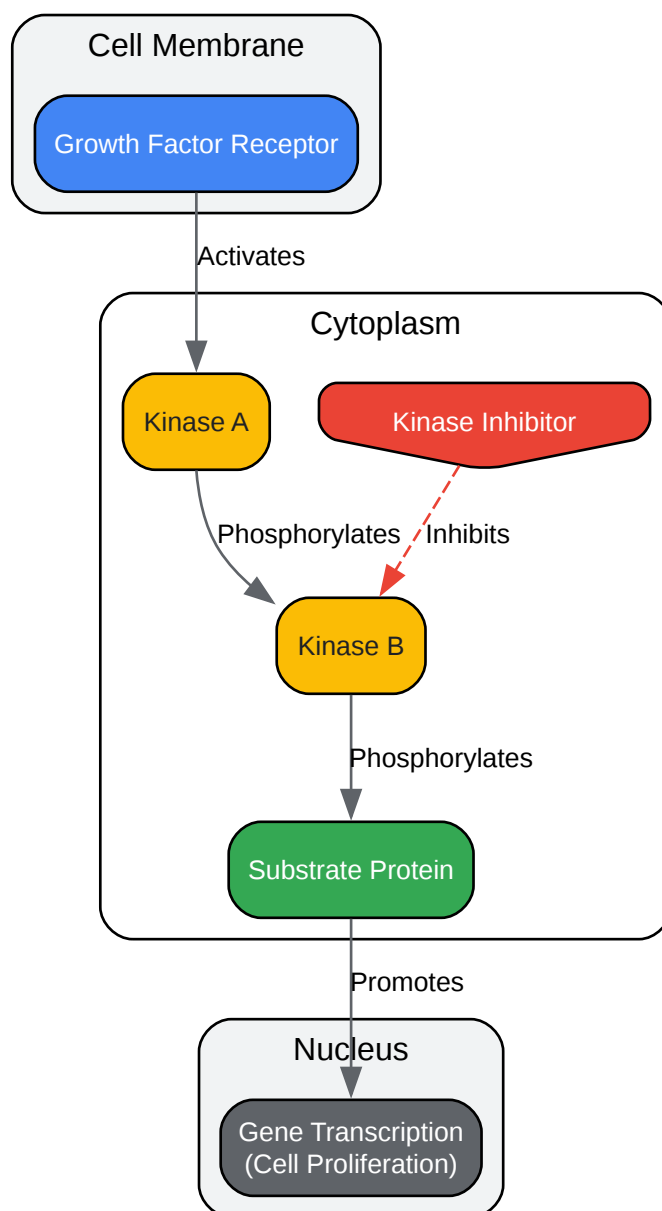 Cell Membrane
Growth Factor Receptor
Activates
Cytoplasm
Kinase A
Kinase Inhibitor
Phosphorylates
Inhibits
Kinase B
Phosphorylates
Substrate Protein
Promotes
Nucleus
Gene Transcription
(Cell Proliferation)